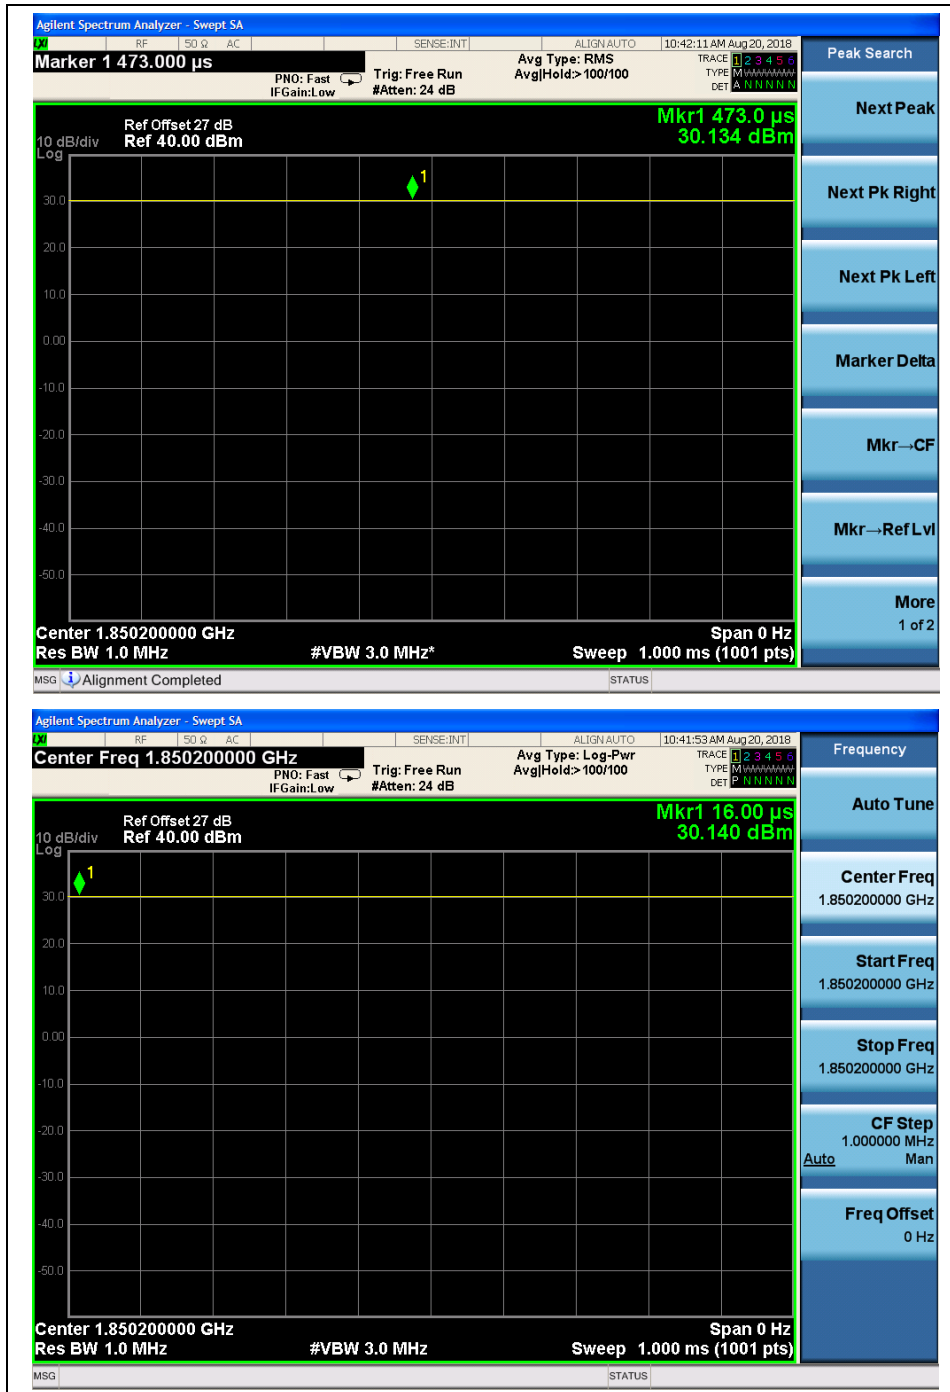 Agilent Spectrum Analyzer - Swept SA
LXI RF 50 Ω AC SENSE:INT ALIGN AUTO 10:42:11 AM Aug 20, 2018
Marker 1 473.000 µs
PNO: Fast
IFGain:Low
Trig: Free Run
#Atten: 24 dB
Avg Type: RMS
Avg|Hold:>100/100
TRACE 1 2 3 4 5 6
TYPE M
DET A N N N N N
Peak Search
Next Peak
Next Pk Right
Next Pk Left
Marker Delta
Mkr→CF
Mkr→Ref Lvl
More
1 of 2
Mkr1 473.0 µs
30.134 dBm
Ref Offset 27 dB
10 dB/div Ref 40.00 dBm
Log
1
30.0
20.0
10.0
0.00
-10.0
-20.0
-30.0
-40.0
-50.0
Center 1.850200000 GHz Span 0 Hz
Res BW 1.0 MHz #VBW 3.0 MHz* Sweep 1.000 ms (1001 pts)
MSG Alignment Completed STATUS
Agilent Spectrum Analyzer - Swept SA
LXI RF 50 Ω AC SENSE:INT ALIGN AUTO 10:41:53 AM Aug 20, 2018
Center Freq 1.850200000 GHz
PNO: Fast
IFGain:Low
Trig: Free Run
#Atten: 24 dB
Avg Type: Log-Pwr
Avg|Hold:>100/100
TRACE 1 2 3 4 5 6
TYPE M
DET P N N N N N
Frequency
Auto Tune
Center Freq
1.850200000 GHz
Start Freq
1.850200000 GHz
Stop Freq
1.850200000 GHz
CF Step
1.000000 MHz
Auto Man
Freq Offset
0 Hz
Mkr1 16.00 µs
30.140 dBm
Ref Offset 27 dB
10 dB/div Ref 40.00 dBm
Log
1
30.0
20.0
10.0
0.00
-10.0
-20.0
-30.0
-40.0
-50.0
Center 1.850200000 GHz Span 0 Hz
Res BW 1.0 MHz #VBW 3.0 MHz Sweep 1.000 ms (1001 pts)
MSG STATUS